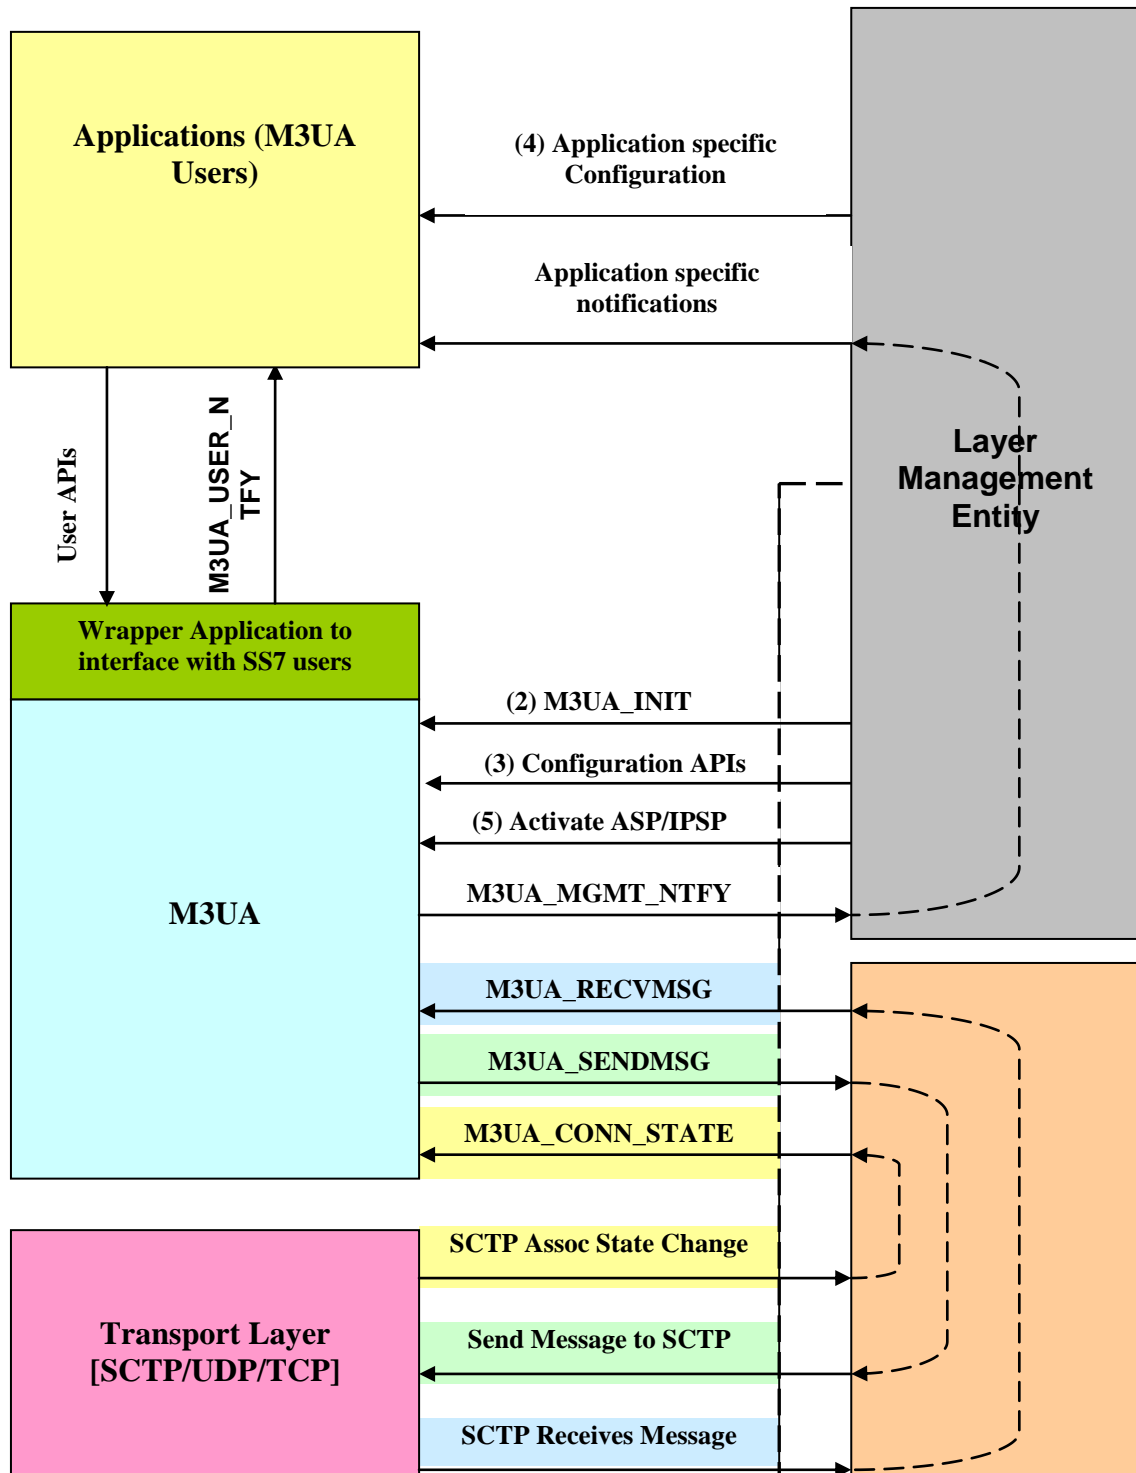 Applications (M3UA
Users)
(4) Application specific
Configuration
Application specific
notifications
Layer
Management
Entity
User APIs
M3UA_USER_N
TFY
Wrapper Application to
interface with SS7 users
(2) M3UA_INIT
(3) Configuration APIs
(5) Activate ASP/IPSP
M3UA_MGMT_NTFY
M3UA
M3UA_RECVMSG
M3UA_SENDMSG
M3UA_CONN_STATE
SCTP Assoc State Change
Transport Layer
[SCTP/UDP/TCP]
Send Message to SCTP
SCTP Receives Message